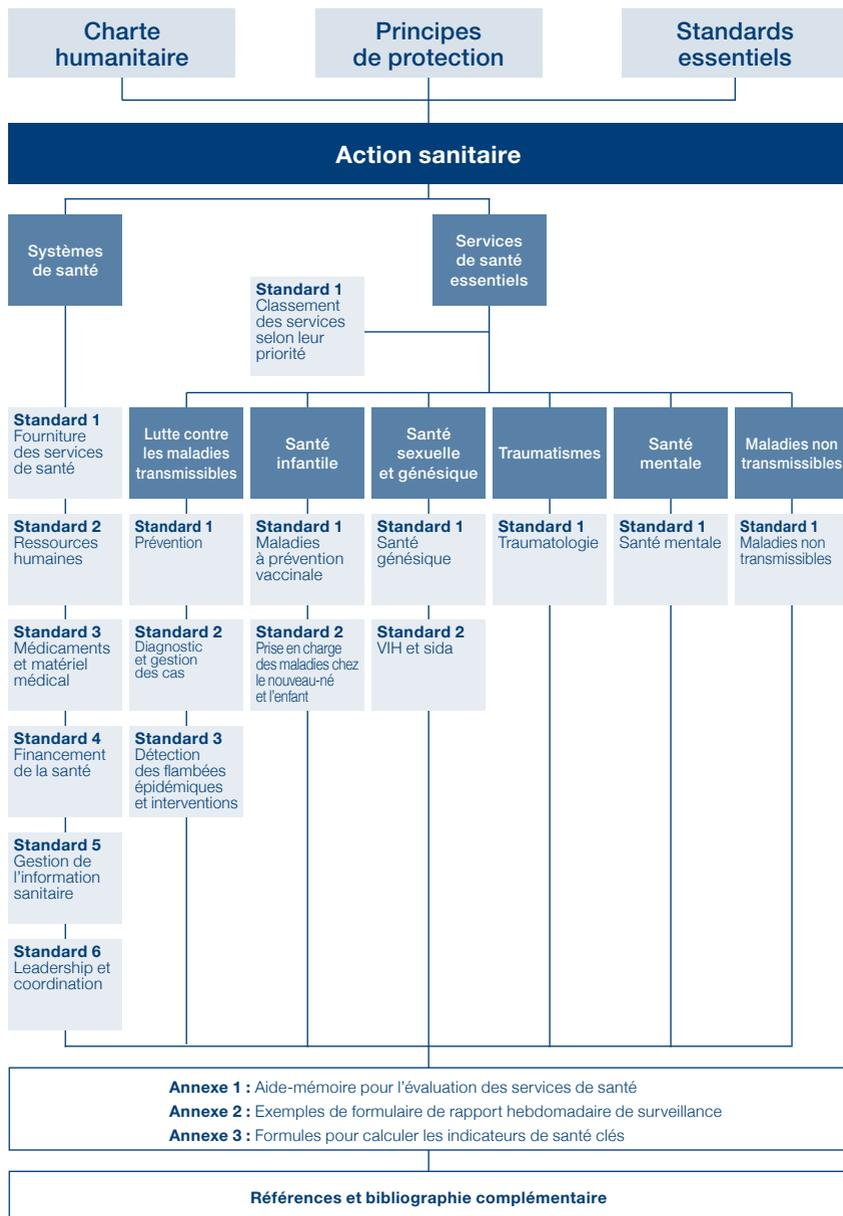 Charte
humanitaire
Principes
de protection
Standards
essentiels
Action sanitaire
Systèmes
de santé
Services
de santé
essentiels
Standard 1
Classement
des services
selon leur
priorité
Standard 1
Fourniture
des services
de santé
Lutte contre
les maladies
transmissibles
Santé
infantile
Santé
sexuelle
et génésique
Traumatismes
Santé
mentale
Maladies non
transmissibles
Standard 2
Ressources
humaines
Standard 1
Prévention
Standard 1
Maladies
à prévention
vaccinale
Standard 1
Santé
génésique
Standard 1
Traumatologie
Standard 1
Santé mentale
Standard 1
Maladies non
transmissibles
Standard 3
Médicaments
et matériel
médical
Standard 2
Diagnostic
et gestion
des cas
Standard 2
Prise en charge
des maladies chez
le nouveau-né
et l'enfant
Standard 2
VIH et sida
Standard 4
Financement
de la santé
Standard 3
Détection
des flambées
épidémiques
et interventions
Standard 5
Gestion de
l'information
sanitaire
Standard 6
Leadership et
coordination
Annexe 1 : Aide-mémoire pour l'évaluation des services de santé
Annexe 2 : Exemples de formulaire de rapport hebdomadaire de surveillance
Annexe 3 : Formules pour calculer les indicateurs de santé clés
Références et bibliographie complémentaire